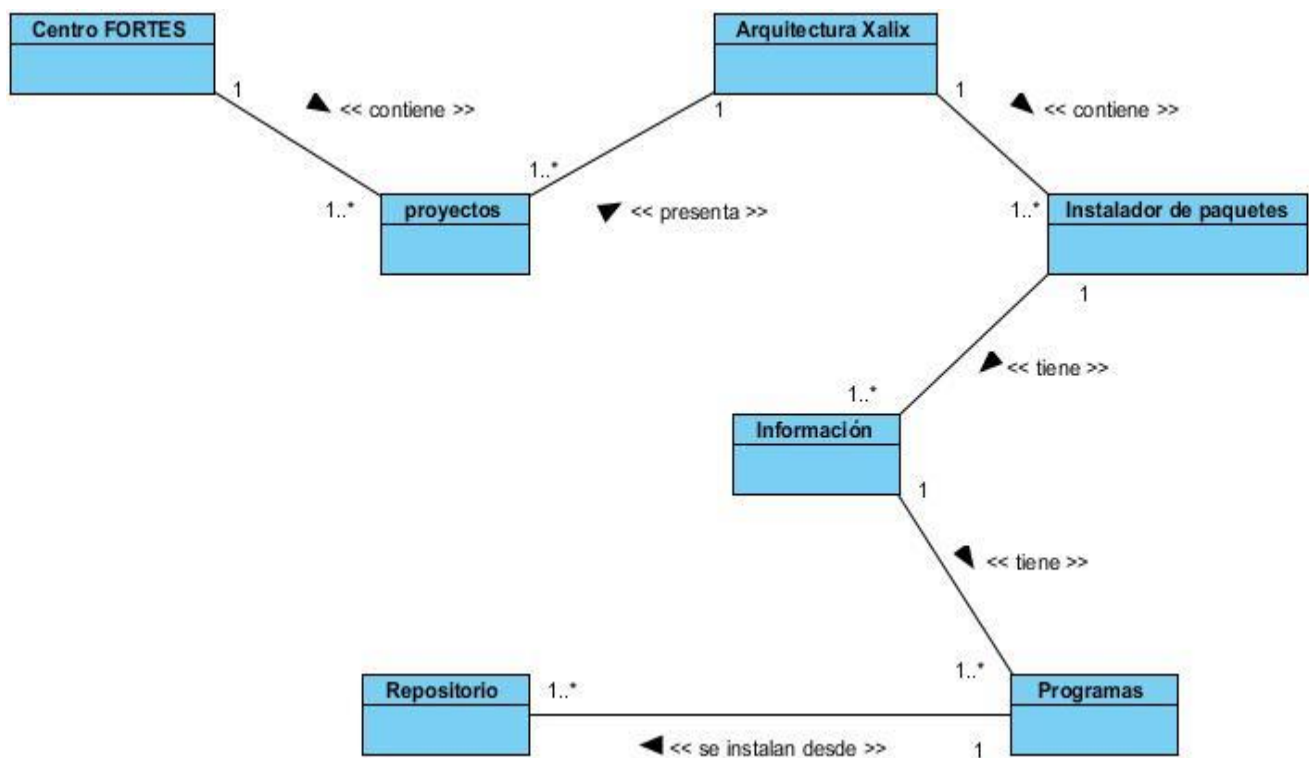 Centro FORTES
Arquitectura Xalix
1
<< contiene >>
1
1
<< contiene >>
1..*
1..*
proyectos
<< presenta >>
1..*
Instalador de paquetes
1
<< tiene >>
1..*
Información
1
<< tiene >>
1..*
Repositorio
1..*
Programas
<< se instalan desde >>
1